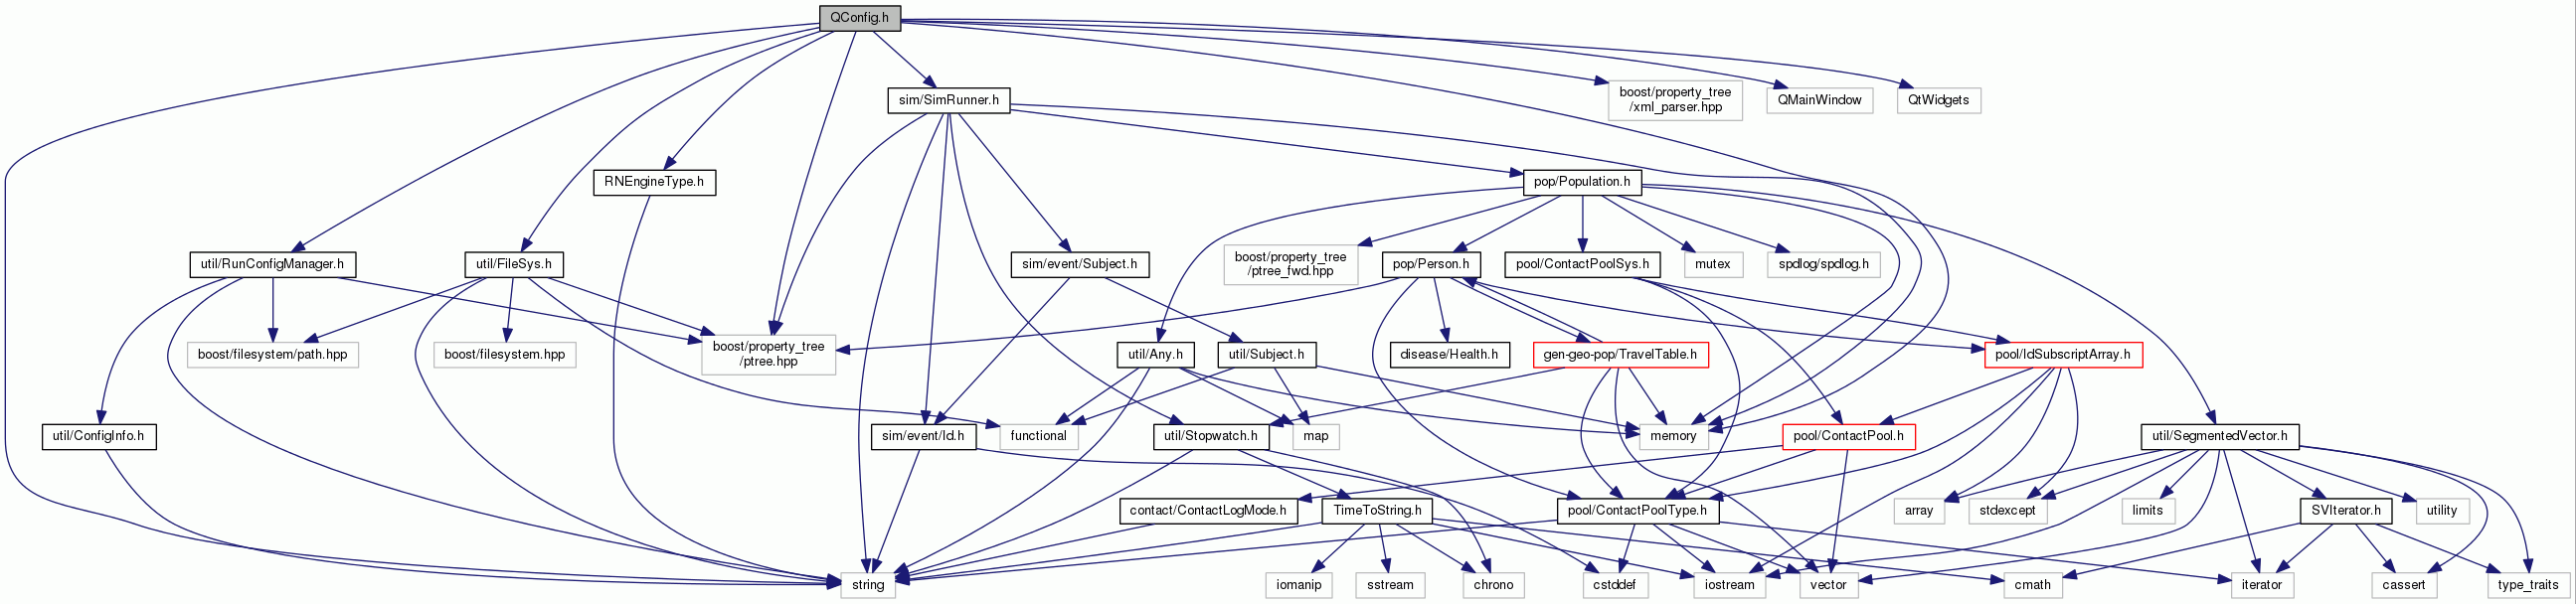 QConfig.h
boost/property_tree
/xml_parser.hpp
QMainWindow
QtWidgets
sim/SimRunner.h
RNEngineType.h
pop/Population.h
util/RunConfigManager.h
util/FileSys.h
sim/event/Subject.h
boost/property_tree
/ptree_fwd.hpp
pop/Person.h
pool/ContactPoolSys.h
mutex
spdlog/spdlog.h
boost/filesystem/path.hpp
boost/filesystem.hpp
boost/property_tree
/ptree.hpp
util/Any.h
util/Subject.h
disease/Health.h
gen-geo-pop/TravelTable.h
pool/IdSubscriptArray.h
util/ConfigInfo.h
sim/event/Id.h
functional
util/Stopwatch.h
map
memory
pool/ContactPool.h
util/SegmentedVector.h
contact/ContactLogMode.h
TimeToString.h
pool/ContactPoolType.h
array
stdexcept
limits
SVIterator.h
utility
string
iomanip
sstream
chrono
cstddef
iostream
vector
cmath
iterator
cassert
type_traits